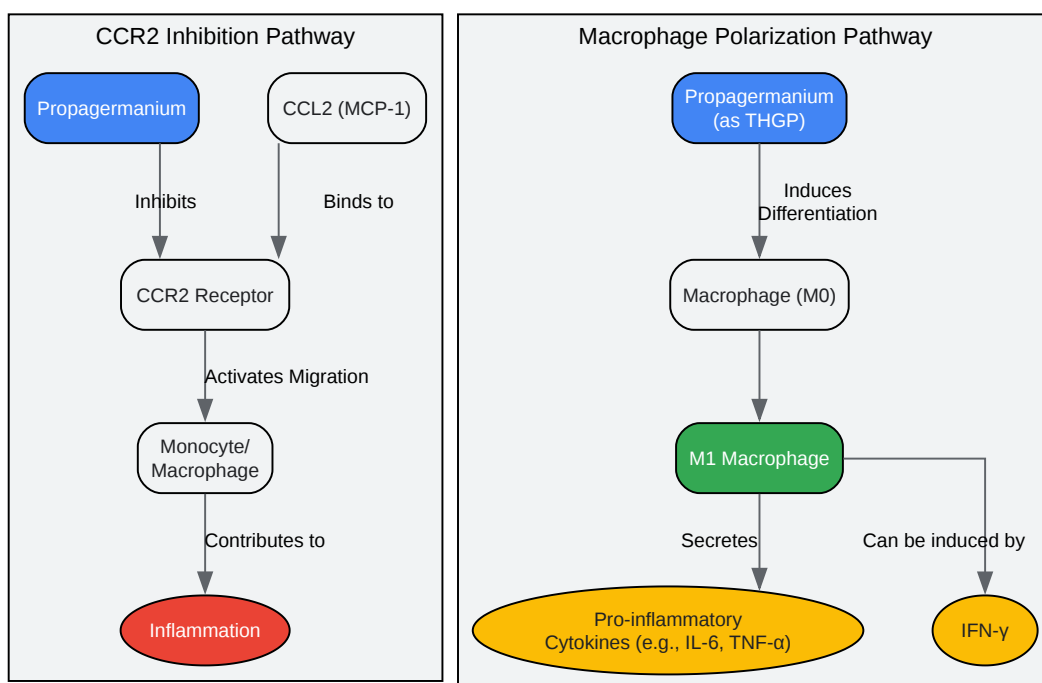 CCR2 Inhibition Pathway
Propagermanium
CCL2 (MCP-1)
Inhibits
Binds to
CCR2 Receptor
Activates Migration
Monocyte/
Macrophage
Contributes to
Inflammation
Macrophage Polarization Pathway
Propagermanium
(as THGP)
Induces
Differentiation
Macrophage (M0)
M1 Macrophage
Secretes
Can be induced by
Pro-inflammatory
Cytokines (e.g., IL-6, TNF-α)
IFN-γ